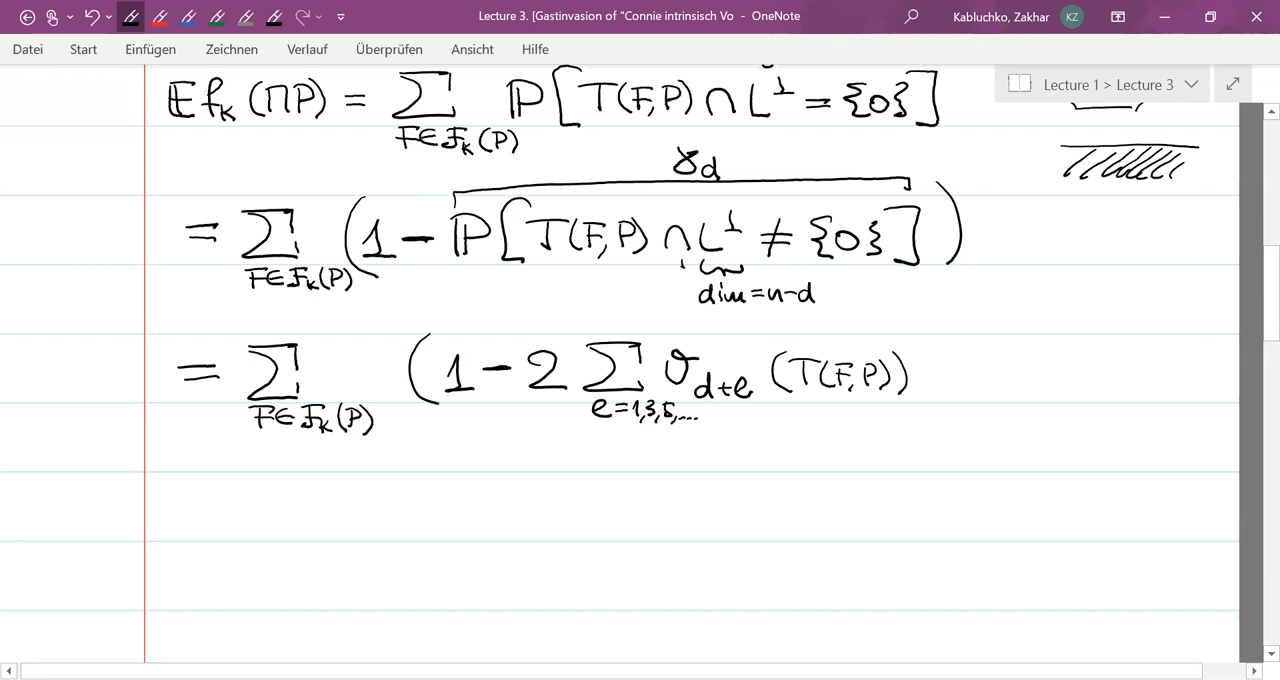 Lecture 3. [Gastinvasion of "Connie intrinsisch Vo - OneNote
Kabluchko, Zakhar KZ
Datei Start Einfügen Zeichnen Verlauf Überprüfen Ansicht Hilfe
Lecture 1 > Lecture 3
𝔼 f_k (ΠP) = Σ_{F∈𝓕_k(P)} ℙ[T(F,P) ∩ L^⊥ = {0}]
γ_d
= Σ_{F∈𝓕_k(P)} (1 - ℙ[T(F,P) ∩ L^⊥ ≠ {0}])
dim = n-d
= Σ_{F∈𝓕_k(P)} (1 - 2 Σ_{e=1,3,5,...} υ_{d+e} (T(F,P))